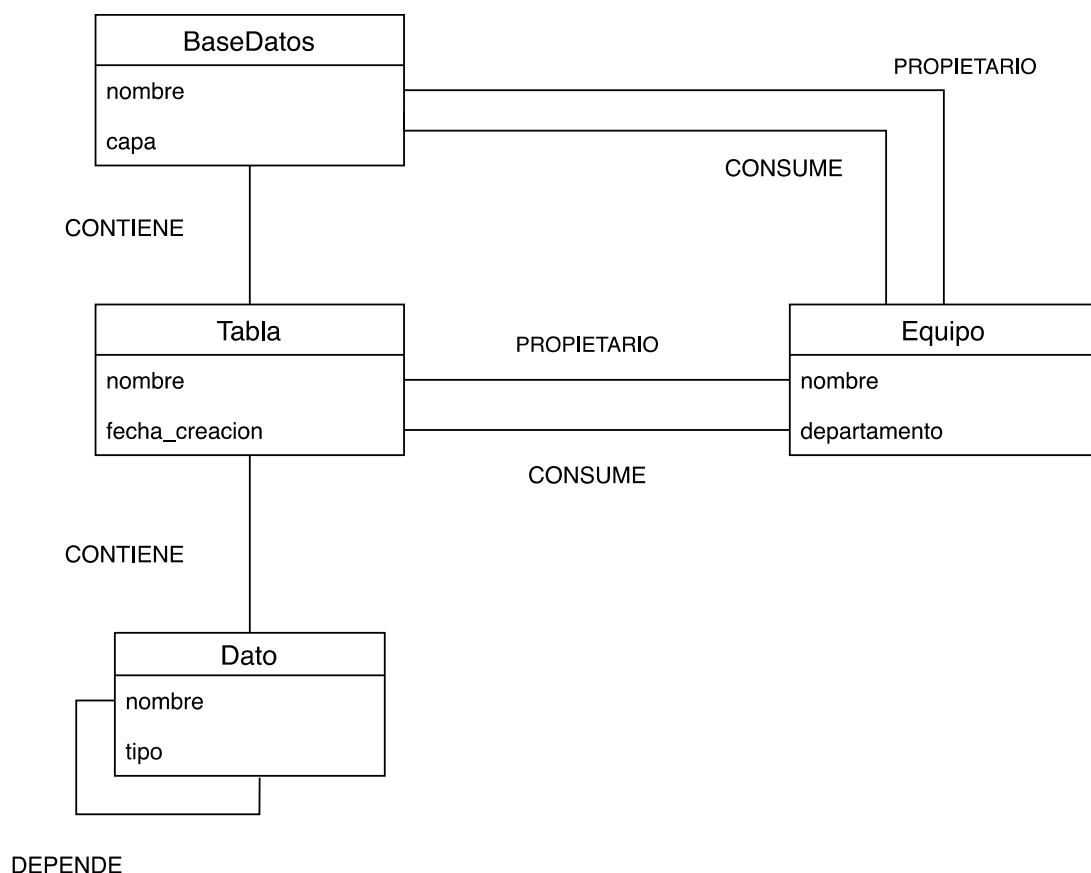 BaseDatos
nombre
capa
PROPIETARIO
CONSUME
CONTIENE
Tabla
nombre
fecha_creacion
PROPIETARIO
CONSUME
Equipo
nombre
departamento
CONTIENE
Dato
nombre
tipo
DEPENDE